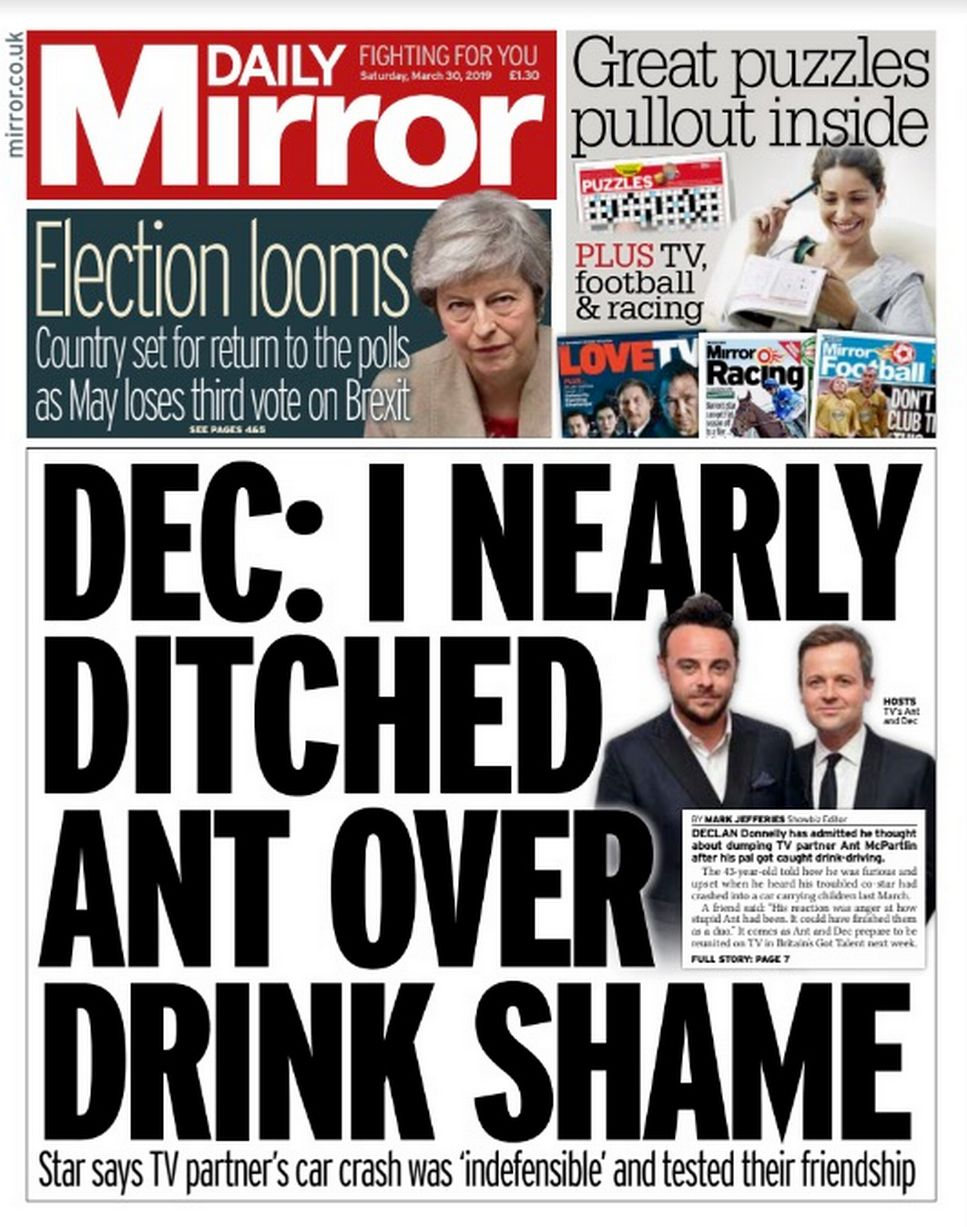 mirror.co.uk
DAILY
Mirror
FIGHTING FOR YOU
Saturday, March 30, 2019 £1.30
Great puzzles
pullout inside
PUZZLES
PLUS TV,
football
& racing
LOVETV
PLUS
Mirror
Racing
Mirror
Football
DON'T
CLUB T
Election looms
Country set for return to the polls
as May loses third vote on Brexit
SEE PAGES 4&5
DEC: I NEARLY
DITCHED
ANT OVER
DRINK SHAME
HOSTS
TV's Ant
and Dec
BY MARK JEFFERIES Showbiz Editor
DECLAN Donnelly has admitted he thought
about dumping TV partner Ant McPartlin
after his pal got caught drink-driving.
The 43-year-old told how he was furious and
upset when he heard his troubled co-star had
crashed into a car carrying children last March.
A friend said: "His reaction was anger at how
stupid Ant had been. It could have finished them
as a duo." It comes as Ant and Dec prepare to be
reunited on TV in Britain's Got Talent next week.
FULL STORY: PAGE 7
Star says TV partner's car crash was 'indefensible' and tested their friendship